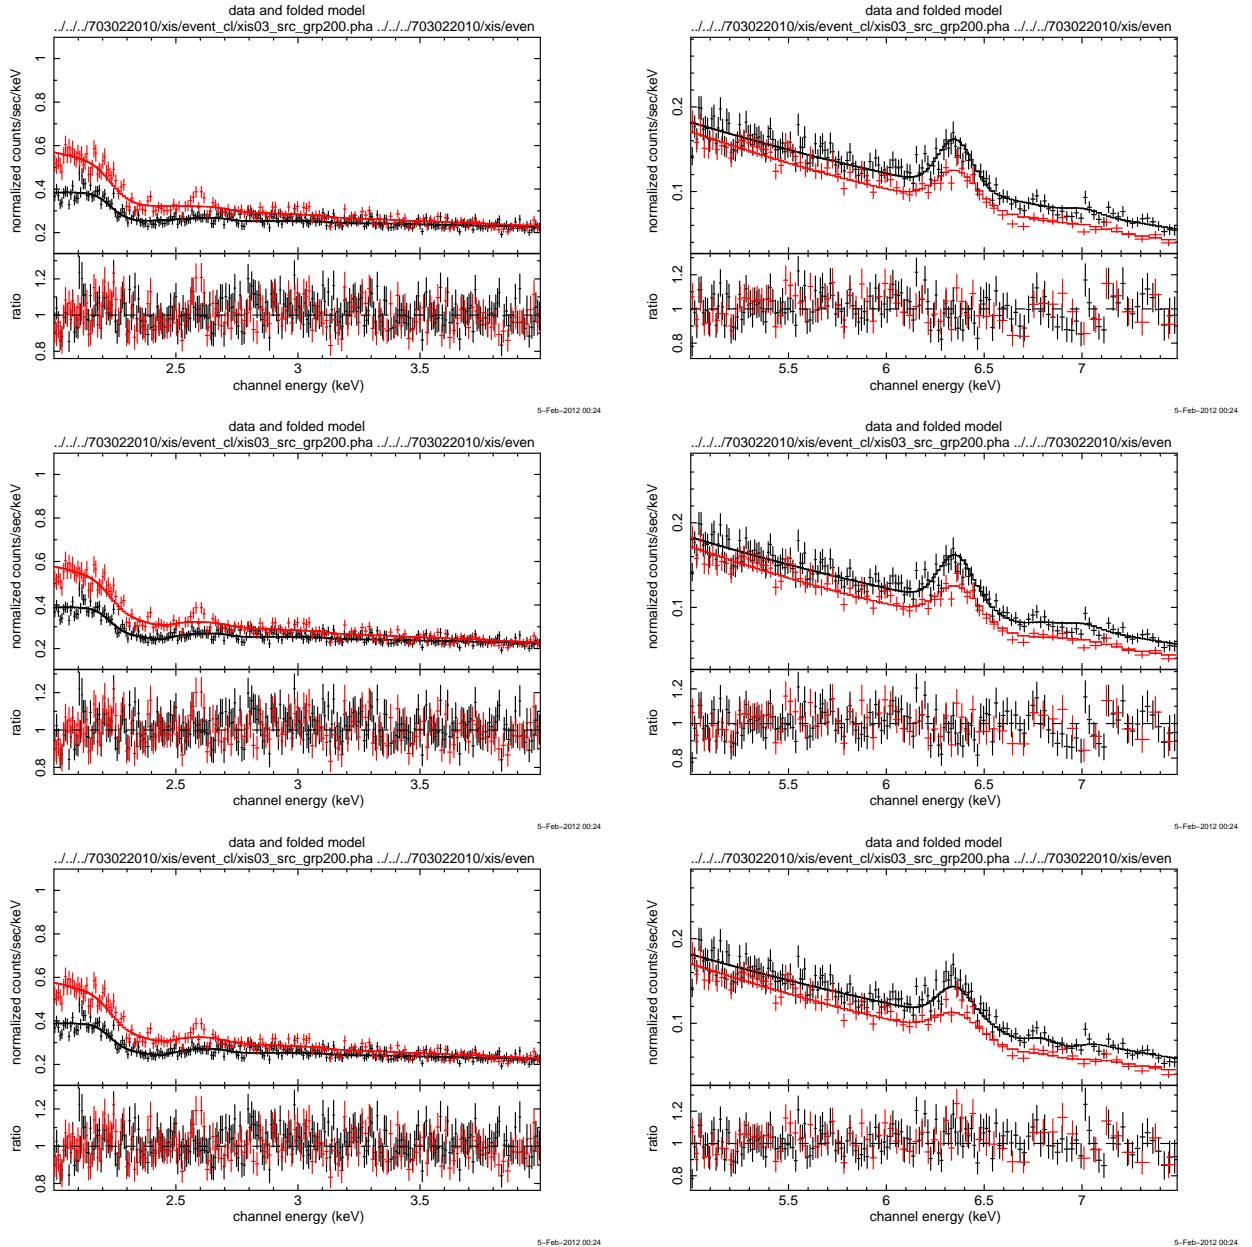 data and folded model
../../../703022010/xis/event_cl/xis03_src_grp200.pha ../../../703022010/xis/even
normalized counts/sec/keV
1
0.8
0.6
0.4
0.2
ratio
1.2
1
0.8
2.5
3
3.5
channel energy (keV)
5-Feb-2012 00:24
data and folded model
../../../703022010/xis/event_cl/xis03_src_grp200.pha ../../../703022010/xis/even
normalized counts/sec/keV
0.2
0.1
ratio
1.2
1
0.8
5.5
6
6.5
7
channel energy (keV)
5-Feb-2012 00:24
data and folded model
../../../703022010/xis/event_cl/xis03_src_grp200.pha ../../../703022010/xis/even
normalized counts/sec/keV
1
0.8
0.6
0.4
0.2
ratio
1.2
1
0.8
2.5
3
3.5
channel energy (keV)
5-Feb-2012 00:24
data and folded model
../../../703022010/xis/event_cl/xis03_src_grp200.pha ../../../703022010/xis/even
normalized counts/sec/keV
0.2
0.1
ratio
1.2
1
0.8
5.5
6
6.5
7
channel energy (keV)
5-Feb-2012 00:24
data and folded model
../../../703022010/xis/event_cl/xis03_src_grp200.pha ../../../703022010/xis/even
normalized counts/sec/keV
1
0.8
0.6
0.4
0.2
ratio
1.2
1
0.8
2.5
3
3.5
channel energy (keV)
5-Feb-2012 00:24
data and folded model
../../../703022010/xis/event_cl/xis03_src_grp200.pha ../../../703022010/xis/even
normalized counts/sec/keV
0.2
0.1
ratio
1.2
1
0.8
5.5
6
6.5
7
channel energy (keV)
5-Feb-2012 00:24